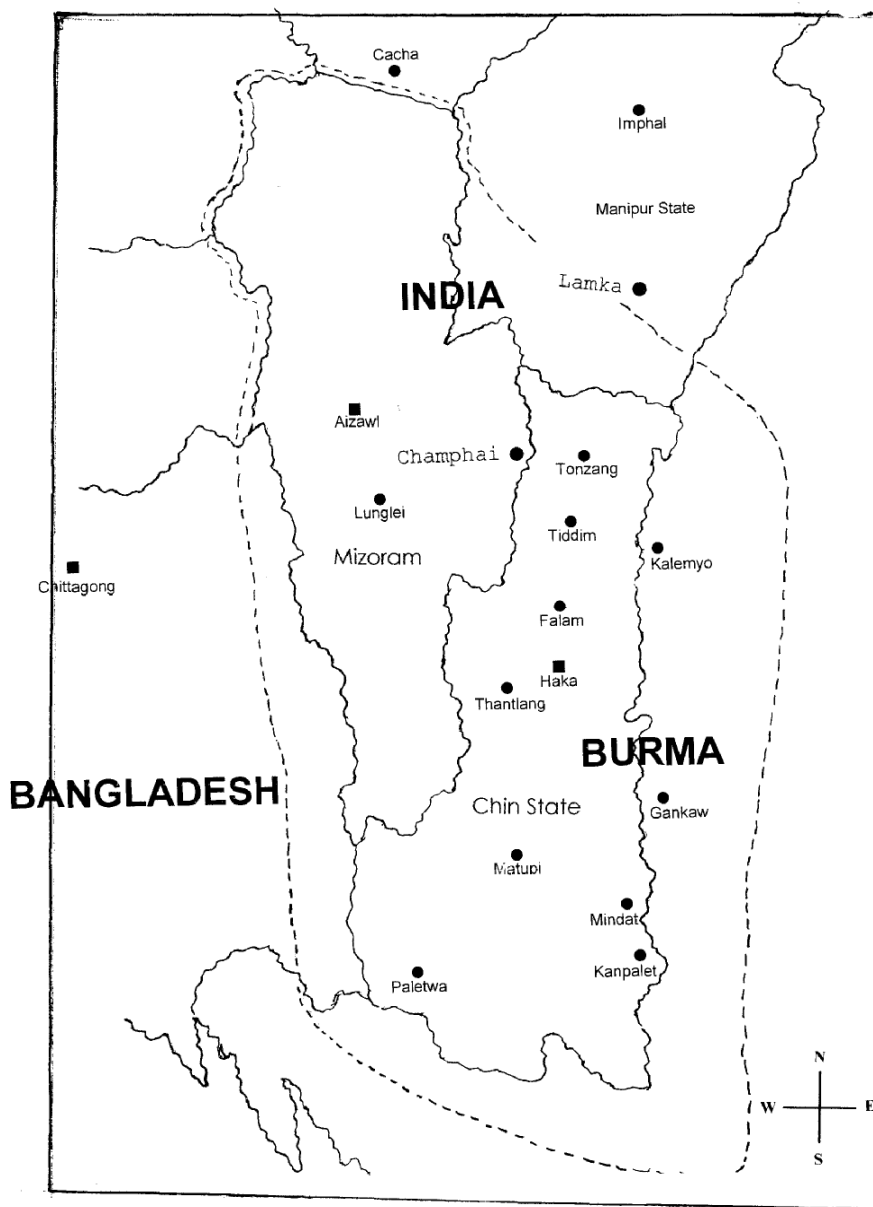 Cacha
Imphal
Manipur State
Lamka
INDIA
Aizawl
Champhai
Tonzang
Lunglei
Tiddim
Mizoram
Kalemyo
Chittagong
Falam
Haka
Thantlang
BURMA
BANGLADESH
Chin State
Gankaw
Matupi
Mindat
Kanpalet
Paletwa
N
W E
S